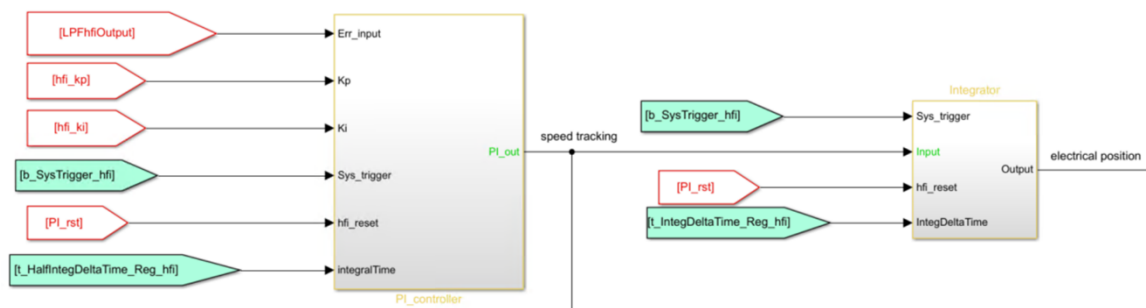 [LPFhfiOutput]
Err_input
[hfi_kp]
Kp
[hfi_ki]
Ki
[b_SysTrigger_hfi]
Sys_trigger
[PI_rst]
hfi_reset
[t_HalfIntegDeltaTime_Reg_hfi]
integralTime
PI_out
PI_controller
speed tracking
Integrator
[b_SysTrigger_hfi]
Sys_trigger
Input
[PI_rst]
hfi_reset
[t_IntegDeltaTime_Reg_hfi]
IntegDeltaTime
Output
electrical position